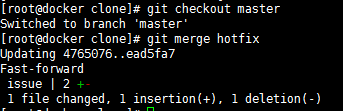 [root@docker clone]# git checkout master
Switched to branch 'master'
[root@docker clone]# git merge hotfix
Updating 4765076..ead5fa7
Fast-forward
 issue | 2 +-
 1 file changed, 1 insertion(+), 1 deletion(-)